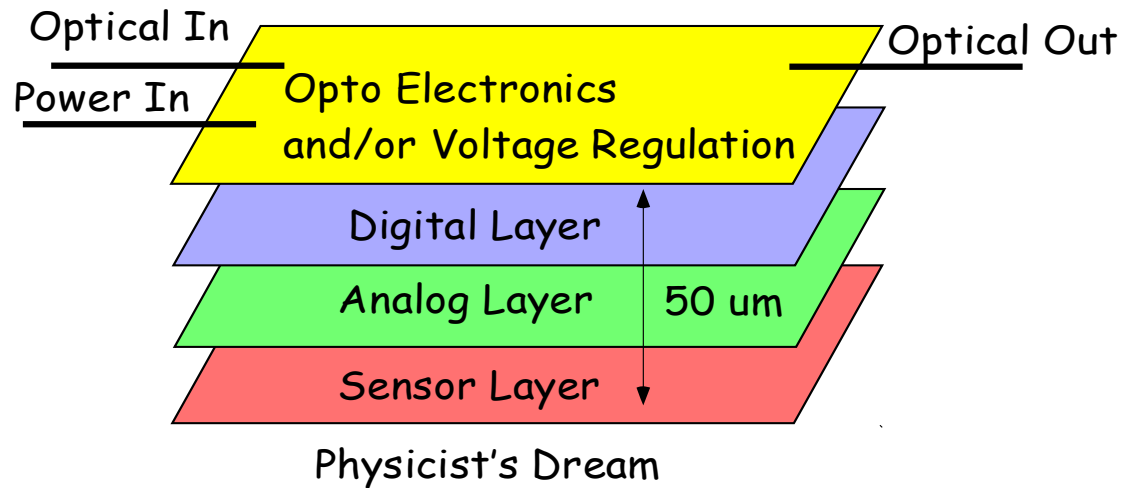 Optical In
Optical Out
Power In
Opto Electronics
and/or Voltage Regulation
Digital Layer
Analog Layer
50 um
Sensor Layer
Physicist's Dream